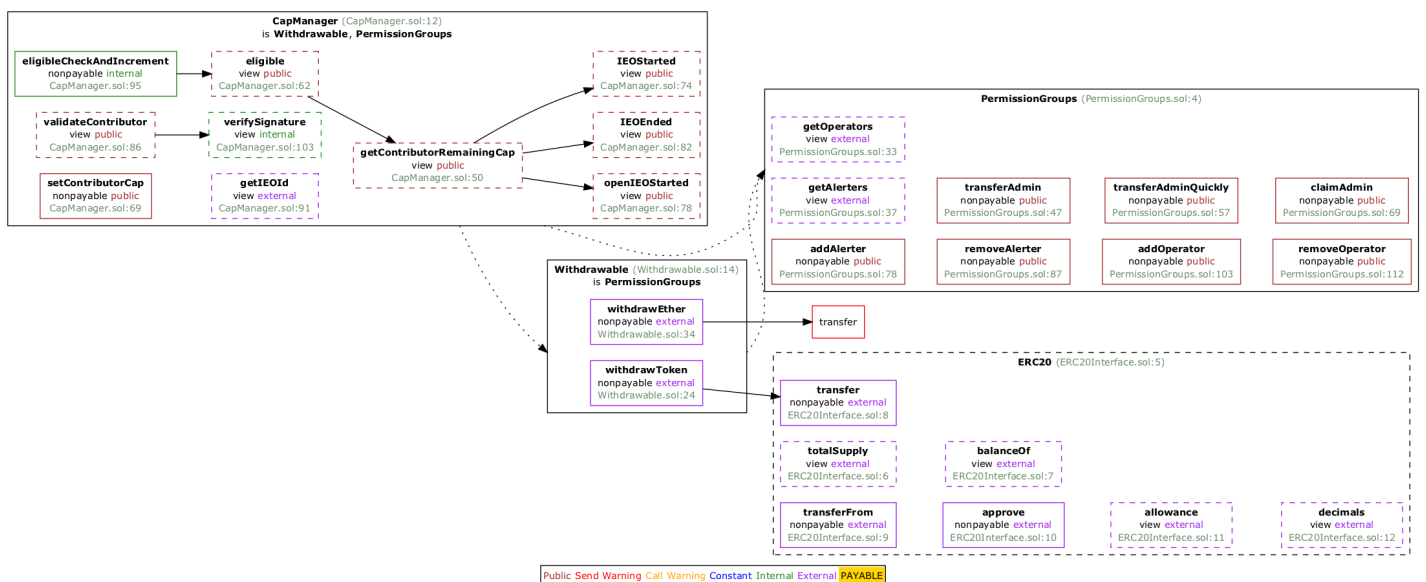 CapManager (CapManager.sol:12)
is Withdrawable, PermissionGroups
eligibleCheckAndIncrement
nonpayable internal
CapManager.sol:95
eligible
view public
CapManager.sol:62
IEOStarted
view public
CapManager.sol:74
validateContributor
view public
CapManager.sol:86
verifySignature
view internal
CapManager.sol:103
getContributorRemainingCap
view public
CapManager.sol:50
IEOEnded
view public
CapManager.sol:82
setContributorCap
nonpayable public
CapManager.sol:69
getIEOId
view external
CapManager.sol:91
openIEOStarted
view public
CapManager.sol:78
PermissionGroups (PermissionGroups.sol:4)
getOperators
view external
PermissionGroups.sol:33
getAlerters
view external
PermissionGroups.sol:37
transferAdmin
nonpayable public
PermissionGroups.sol:47
transferAdminQuickly
nonpayable public
PermissionGroups.sol:57
claimAdmin
nonpayable public
PermissionGroups.sol:69
addAlerter
nonpayable public
PermissionGroups.sol:78
removeAlerter
nonpayable public
PermissionGroups.sol:87
addOperator
nonpayable public
PermissionGroups.sol:103
removeOperator
nonpayable public
PermissionGroups.sol:112
Withdrawable (Withdrawable.sol:14)
is PermissionGroups
withdrawEther
nonpayable external
Withdrawable.sol:34
withdrawToken
nonpayable external
Withdrawable.sol:24
transfer
ERC20 (ERC20Interface.sol:5)
transfer
nonpayable external
ERC20Interface.sol:8
totalSupply
view external
ERC20Interface.sol:6
balanceOf
view external
ERC20Interface.sol:7
transferFrom
nonpayable external
ERC20Interface.sol:9
approve
nonpayable external
ERC20Interface.sol:10
allowance
view external
ERC20Interface.sol:11
decimals
view external
ERC20Interface.sol:12
Public Send Warning Call Warning Constant Internal External PAYABLE